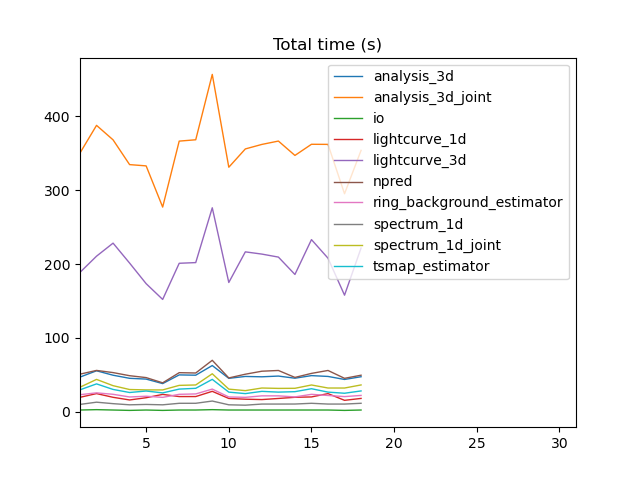 Total time (s)
400
300
200
100
0
analysis_3d
analysis_3d_joint
io
lightcurve_1d
lightcurve_3d
npred
ring_background_estimator
spectrum_1d
spectrum_1d_joint
tsmap_estimator
5 10 15 20 25 30